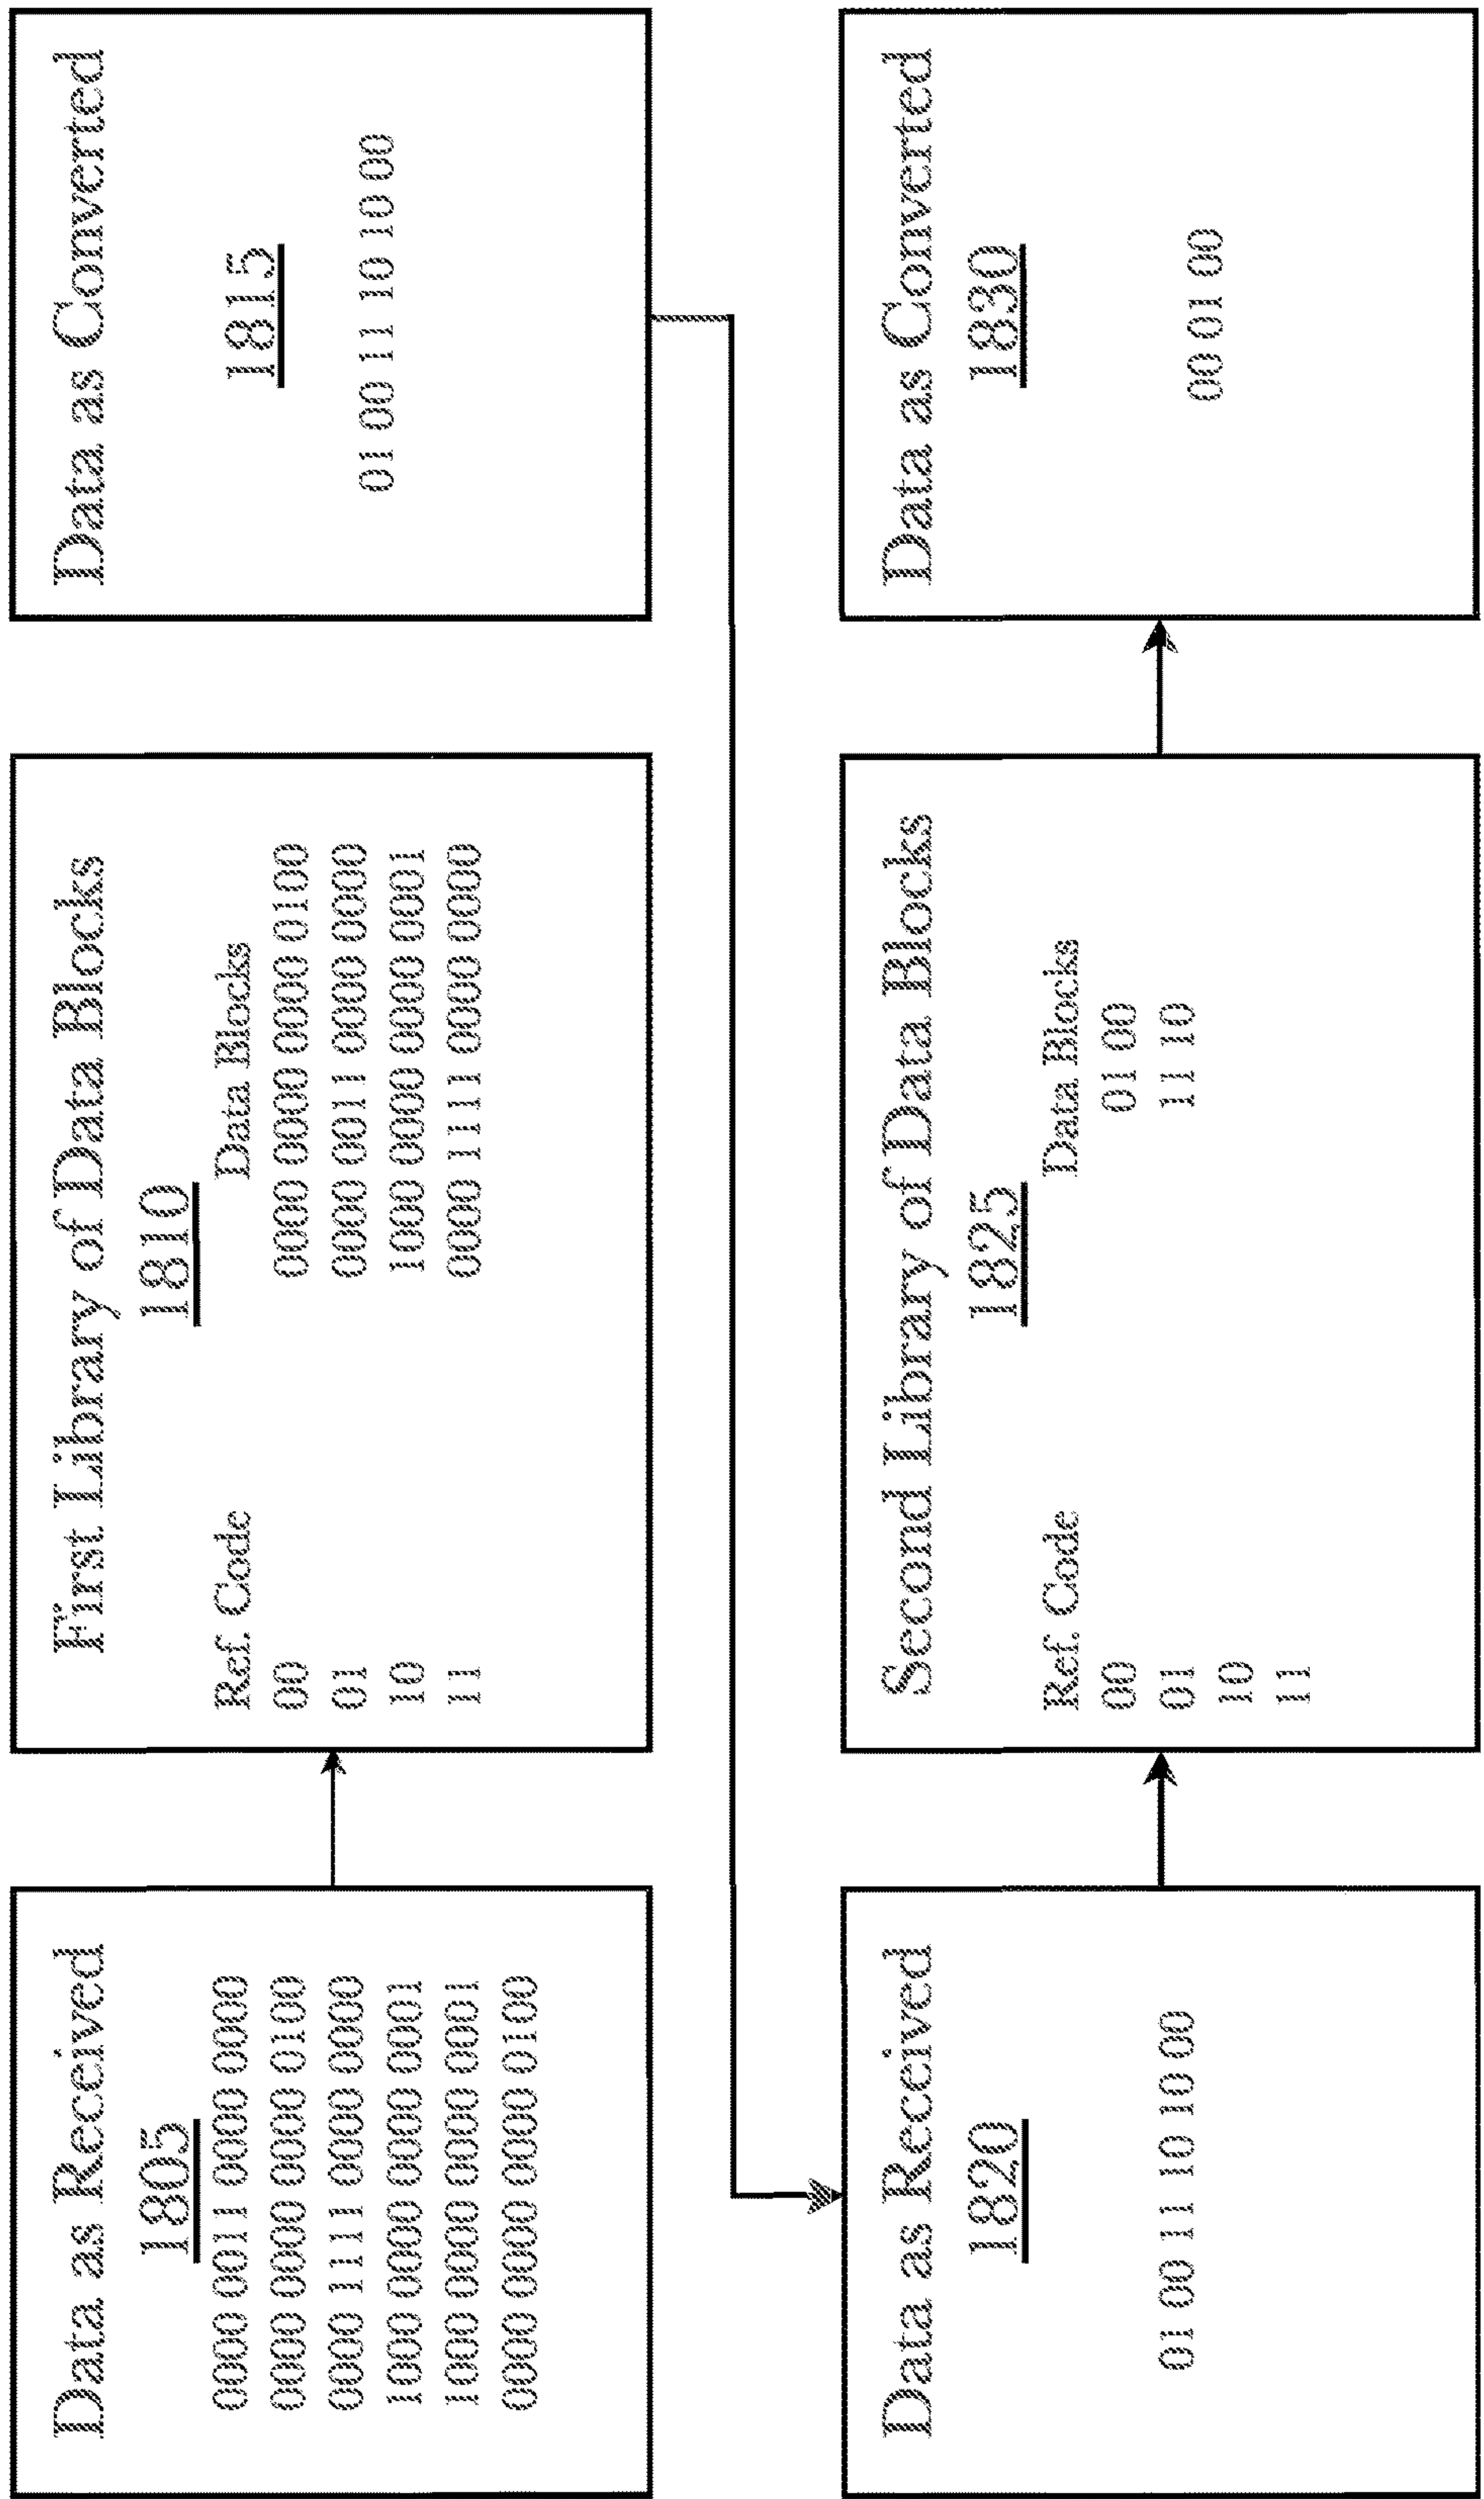 Data as Received
1805
0000 0011 0000 0000
0000 0000 0000 0100
0000 1111 0000 0000
1000 0000 0000 0001
1000 0000 0000 0001
0000 0000 0000 0100
First Library of Data Blocks
1810
Ref. Code Data Blocks
00 0000 0000 0000 0100
01 0000 0011 0000 0000
10 1000 0000 0000 0001
11 0000 1111 0000 0000
Data as Converted
1815
01 00 11 10 10 00
Data as Received
1820
01 00 11 10 10 00
Second Library of Data Blocks
1825
Ref. Code Data Blocks
00 01 00
01 11 10
10
11
Data as Converted
1830
00 01 00